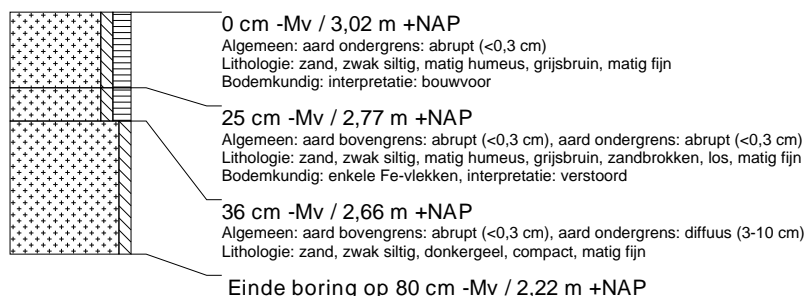 0 cm -Mv / 3,02 m +NAP
Algemeen: aard ondergrens: abrupt (<0,3 cm)
Lithologie: zand, zwak siltig, matig humeus, grijsbruin, matig fijn
Bodemkundig: interpretatie: bouwvoor
25 cm -Mv / 2,77 m +NAP
Algemeen: aard bovengrens: abrupt (<0,3 cm), aard ondergrens: abrupt (<0,3 cm)
Lithologie: zand, zwak siltig, matig humeus, grijsbruin, zandbrokken, los, matig fijn
Bodemkundig: enkele Fe-vlekken, interpretatie: verstoord
36 cm -Mv / 2,66 m +NAP
Algemeen: aard bovengrens: abrupt (<0,3 cm), aard ondergrens: diffuus (3-10 cm)
Lithologie: zand, zwak siltig, donkergeel, compact, matig fijn
Einde boring op 80 cm -Mv / 2,22 m +NAP